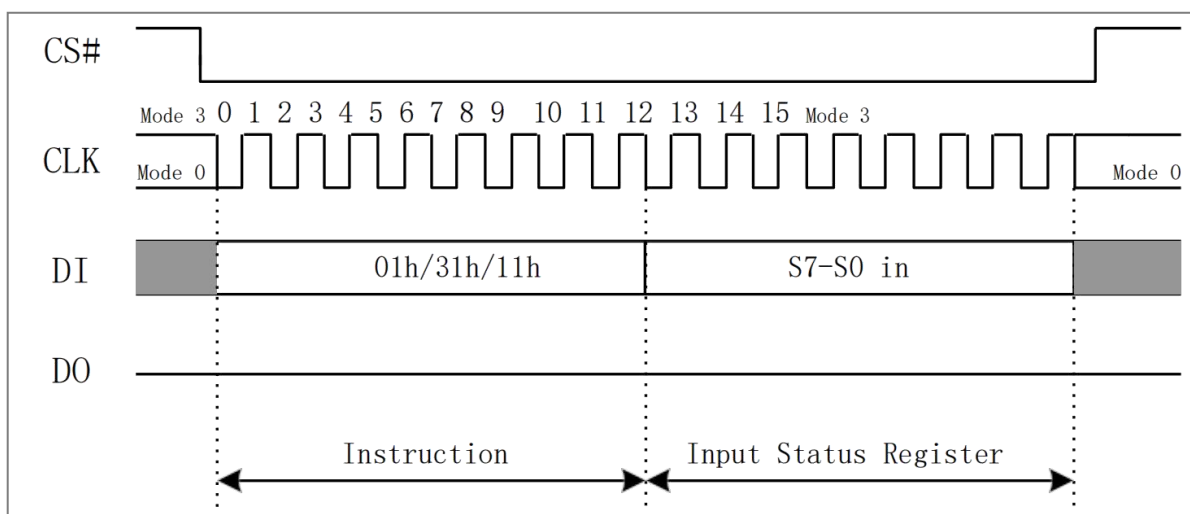 CS#
Mode 3 0 1 2 3 4 5 6 7 8 9 10 11 12 13 14 15 Mode 3
CLK
Mode 0 Mode 0
DI 01h/31h/11h S7-S0 in
DO
Instruction Input Status Register